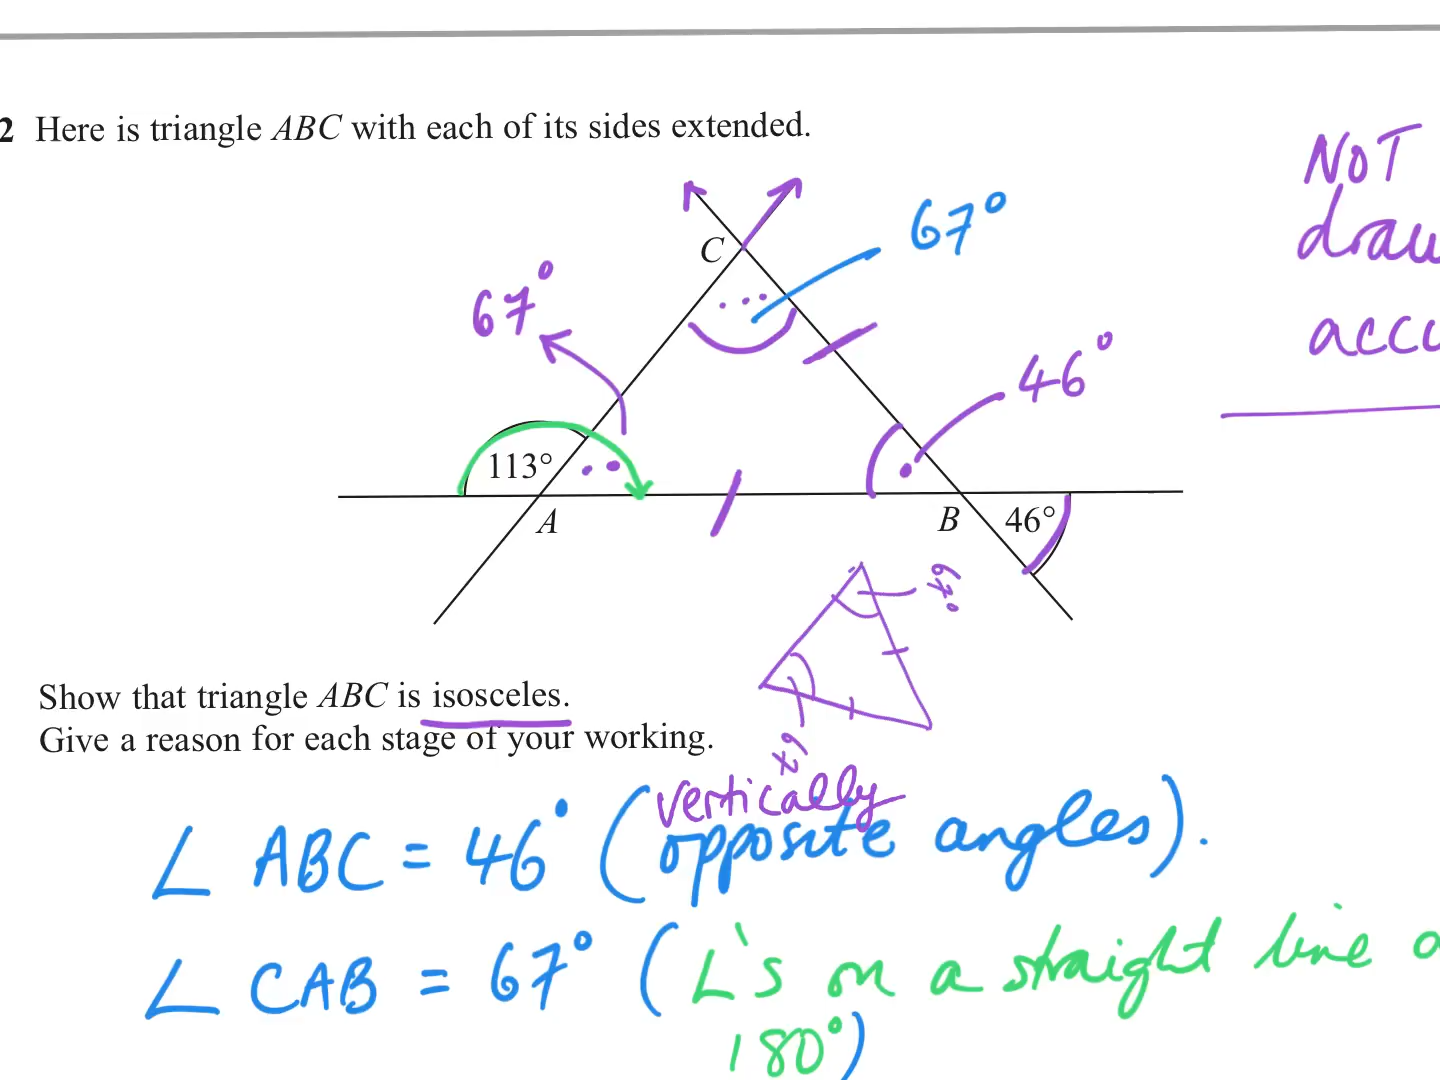 2 Here is triangle ABC with each of its sides extended.
NOT
C
67°
67°
46°
113°
A
B
46°
67°
67
Show that triangle ABC is isosceles.
Give a reason for each stage of your working.
vertically
∠ ABC = 46° (opposite angles).
∠ CAB = 67° (∠'s on a straight line
180°)